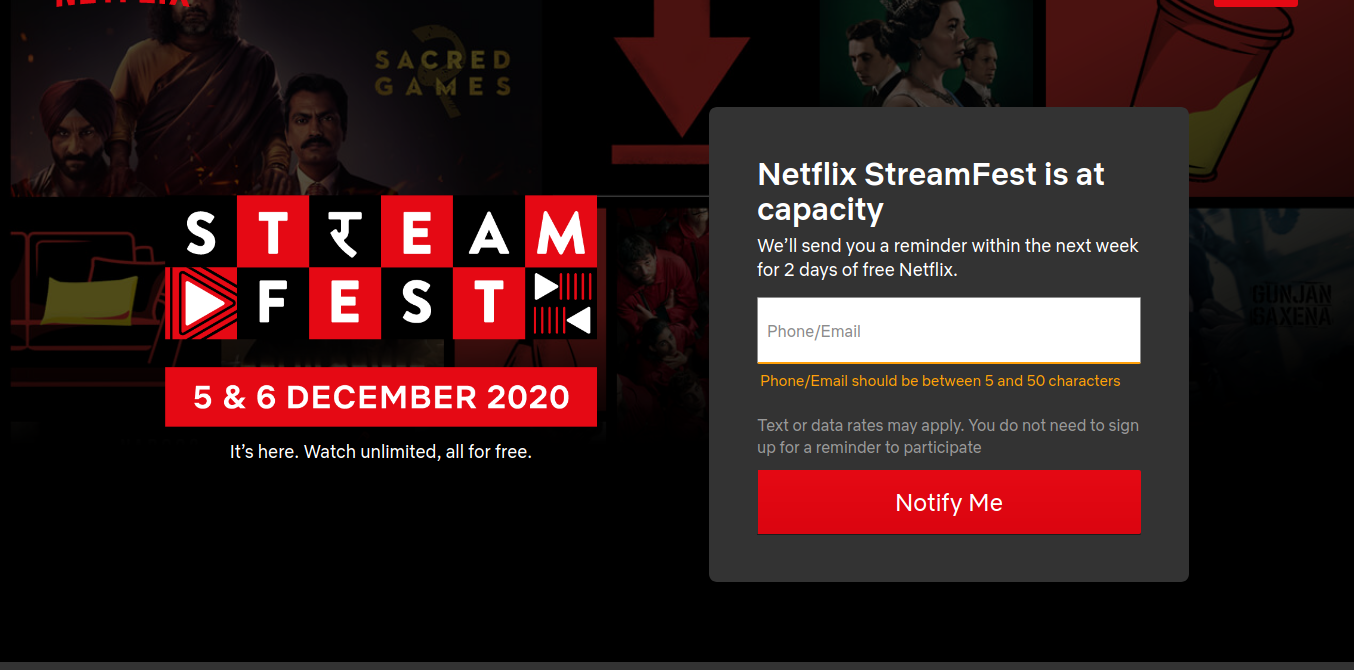 NETFLIX
SACRED
GAMES
STरEAM
FEST
5 & 6 DECEMBER 2020
It’s here. Watch unlimited, all for free.
Netflix StreamFest is at
capacity
We’ll send you a reminder within the next week
for 2 days of free Netflix.
Phone/Email
Phone/Email should be between 5 and 50 characters
Text or data rates may apply. You do not need to sign
up for a reminder to participate
Notify Me
GUNJAN
SAXENA